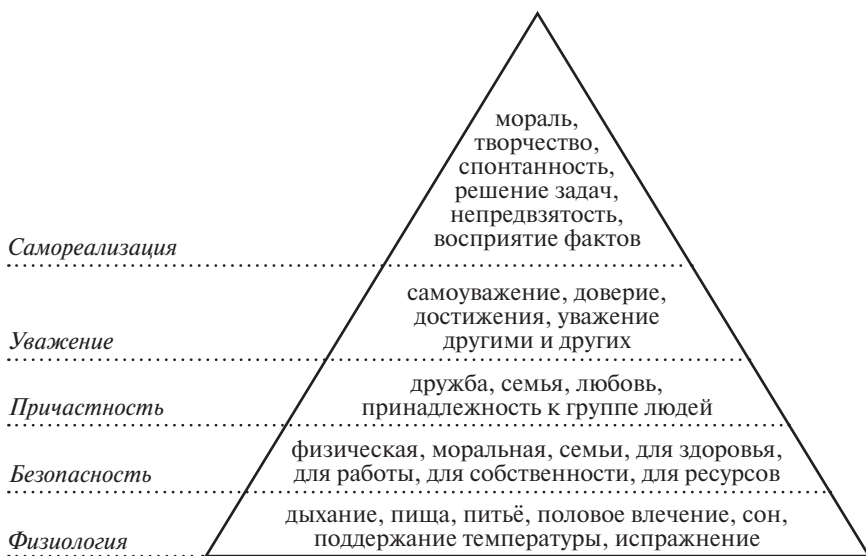 мораль,
творчество,
спонтанность,
решение задач,
непредвзятость,
восприятие фактов
Самореализация
самоуважение, доверие,
достижения, уважение
другими и других
Уважение
дружба, семья, любовь,
принадлежность к группе людей
Причастность
физическая, моральная, семьи, для здоровья,
для работы, для собственности, для ресурсов
Безопасность
дыхание, пища, питьё, половое влечение, сон,
поддержание температуры, испражнение
Физиология